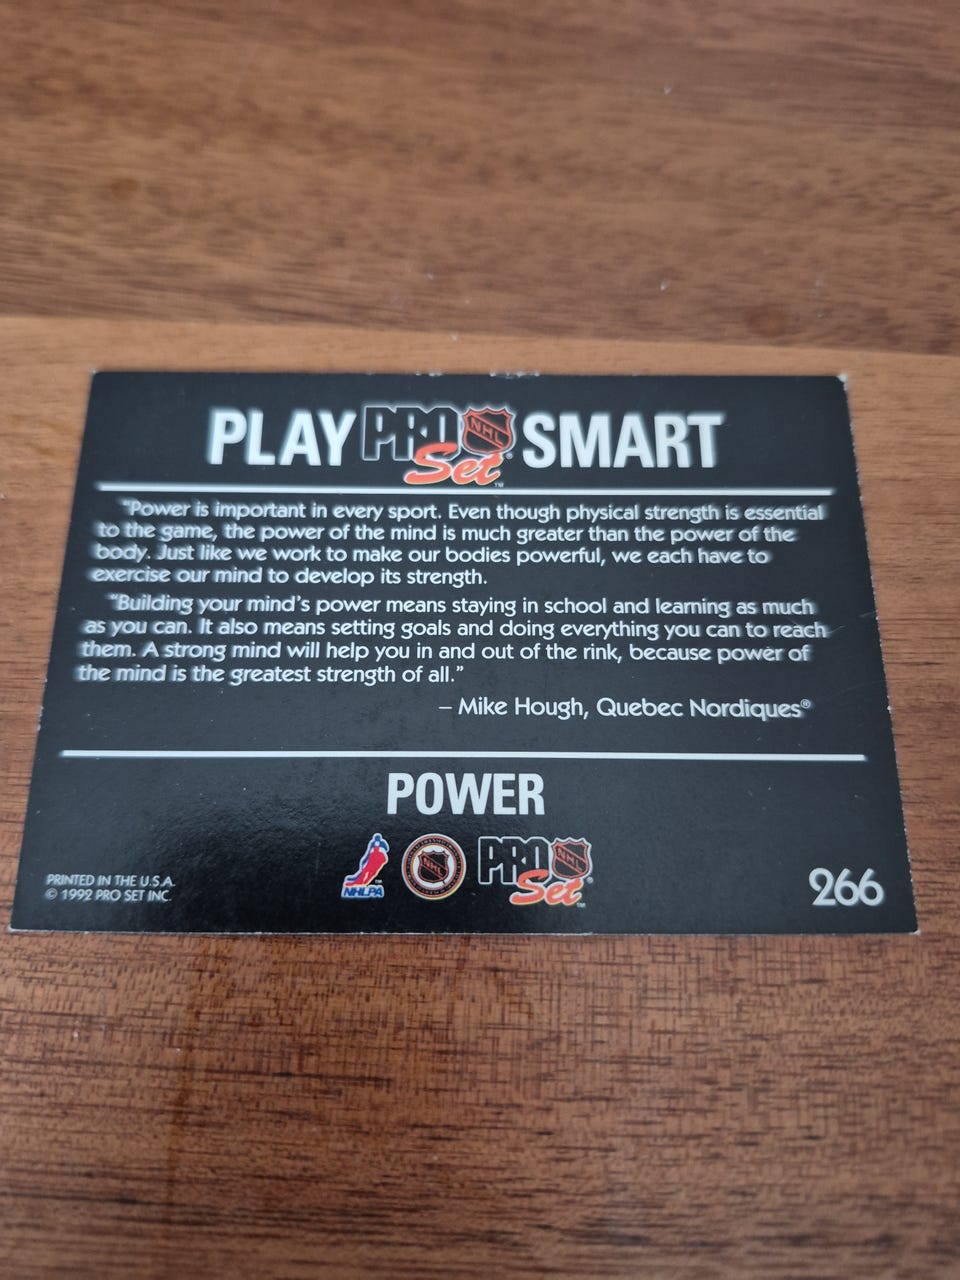 PLAY PRO SET NHL SMART
"Power is important in every sport. Even though physical strength is essential
to the game, the power of the mind is much greater than the power of the
body. Just like we work to make our bodies powerful, we each have to
exercise our mind to develop its strength.
"Building your mind's power means staying in school and learning as much
as you can. It also means setting goals and doing everything you can to reach
them. A strong mind will help you in and out of the rink, because power of
the mind is the greatest strength of all."
– Mike Hough, Quebec Nordiques®
POWER
NHLPA NHL PRO SET NHL
PRINTED IN THE U.S.A.
© 1992 PRO SET INC.
266